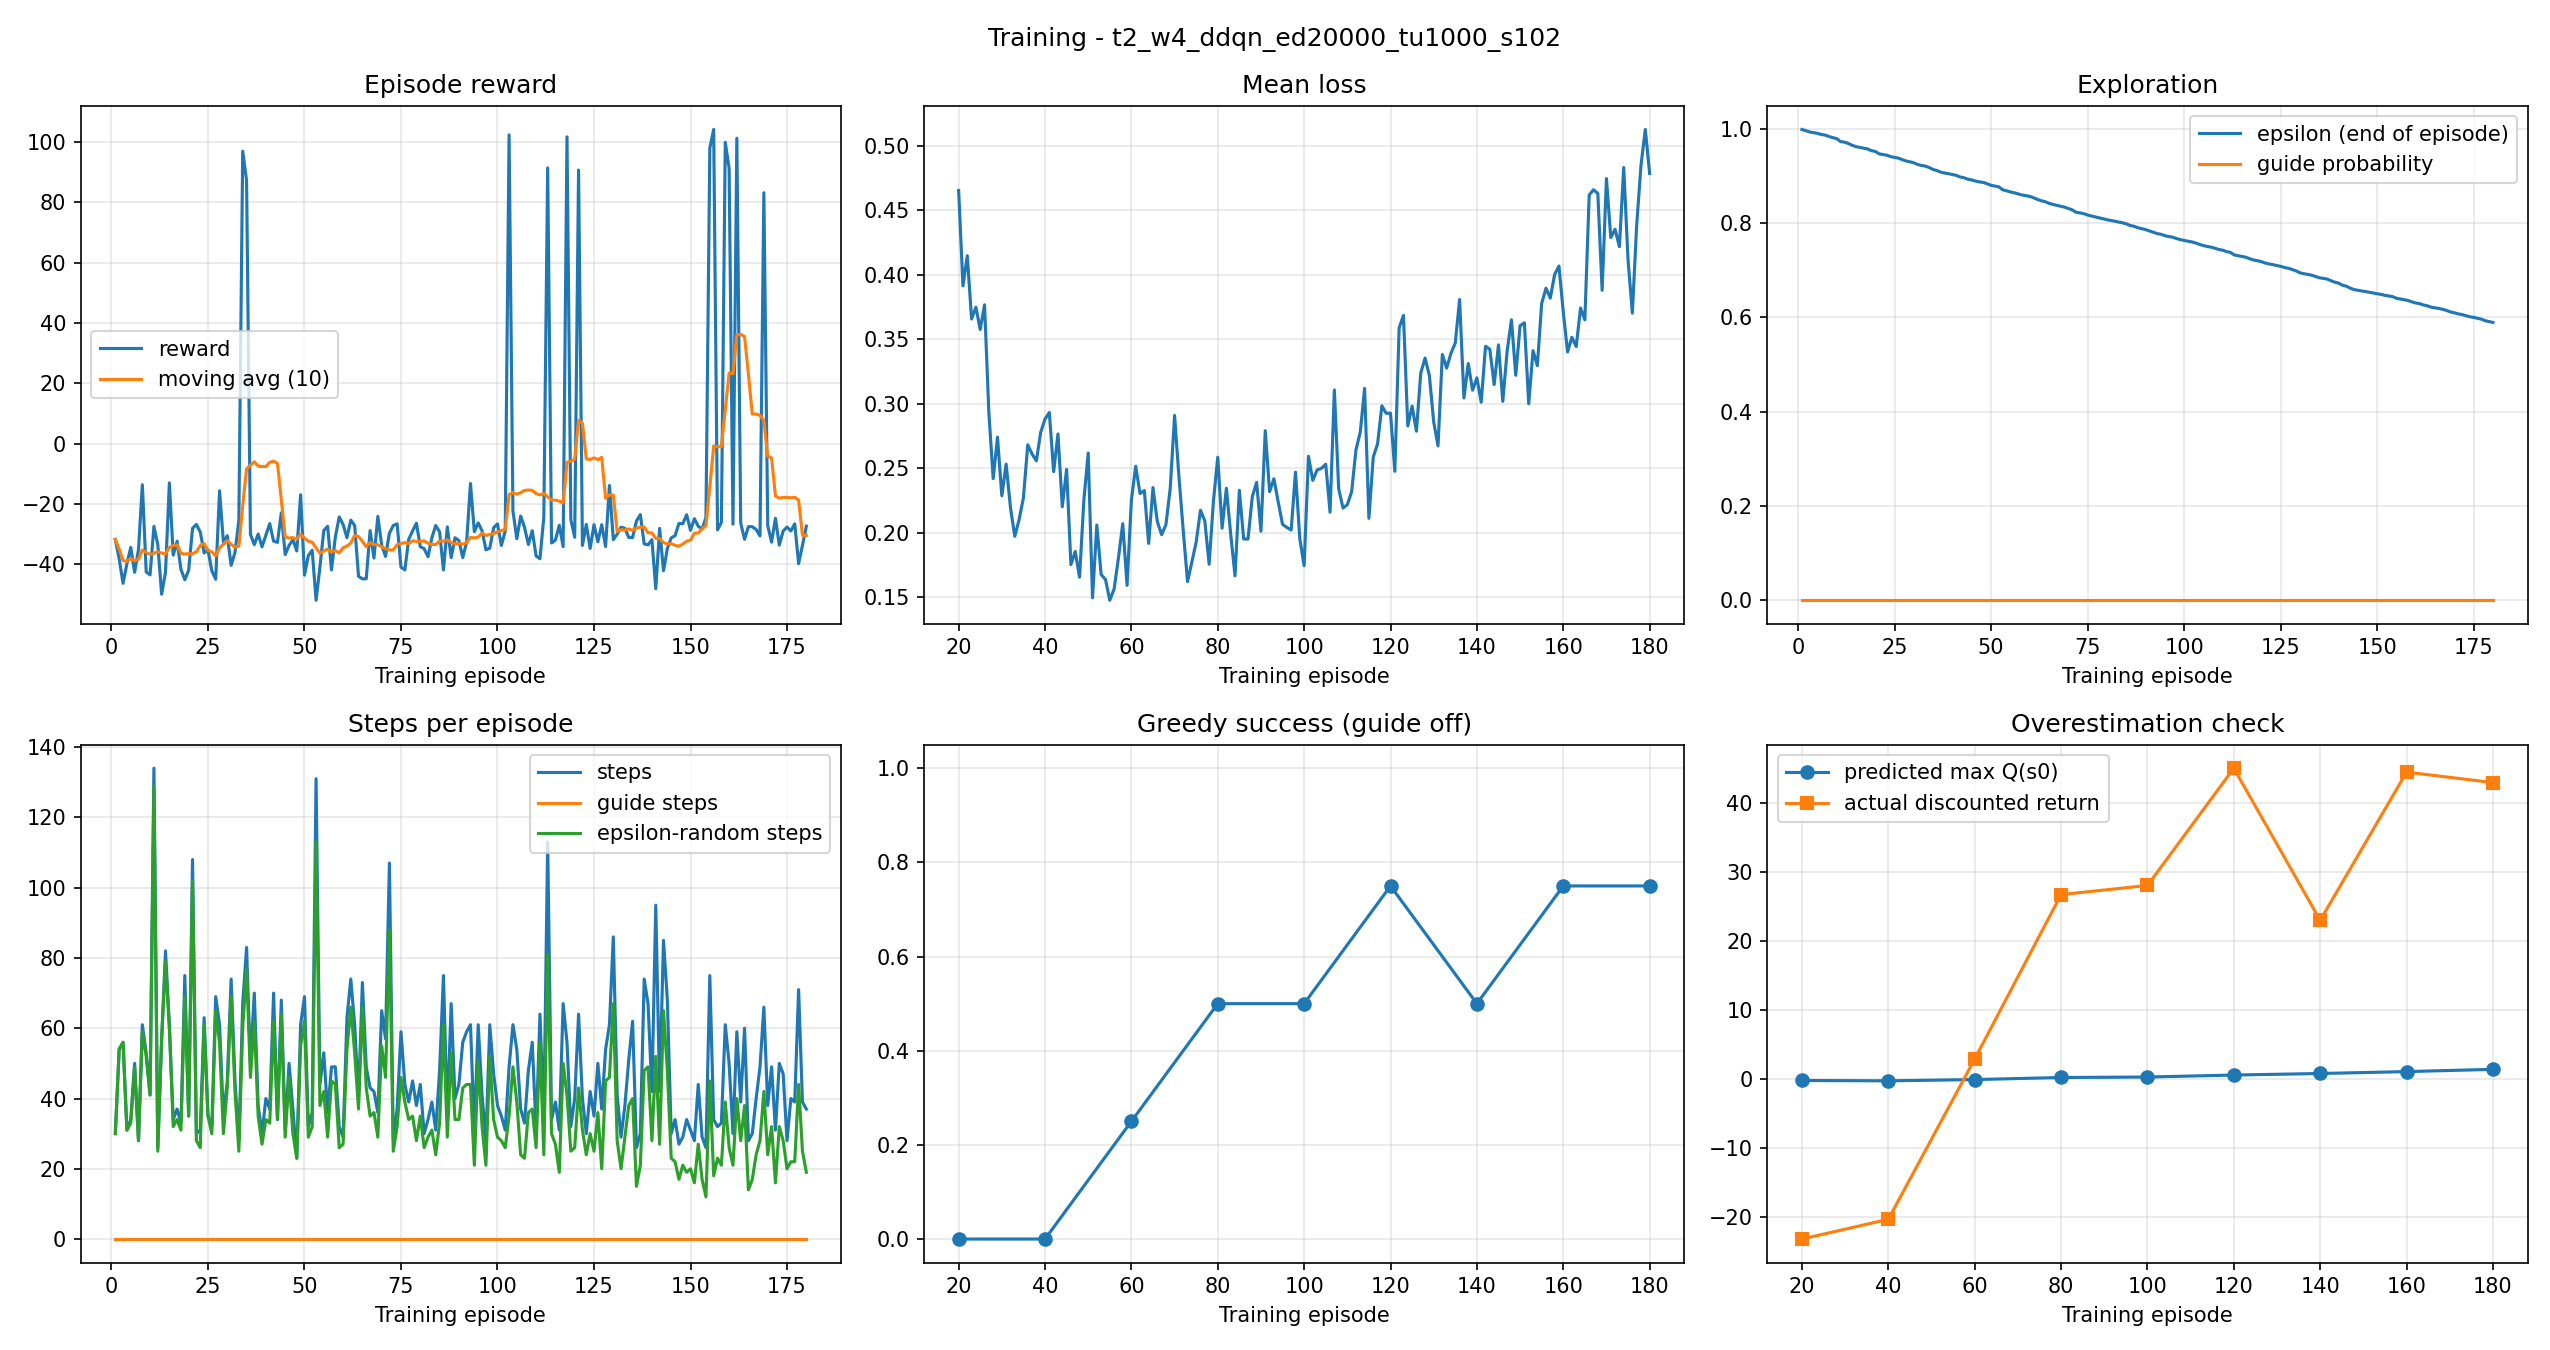 Training - t2_w4_ddqn_ed20000_tu1000_s102
Episode reward
100
80
60
40
20
0
−20
−40
reward
moving avg (10)
0 25 50 75 100 125 150 175
Training episode
Mean loss
0.50
0.45
0.40
0.35
0.30
0.25
0.20
0.15
20 40 60 80 100 120 140 160 180
Training episode
Exploration
1.0
0.8
0.6
0.4
0.2
0.0
epsilon (end of episode)
guide probability
0 25 50 75 100 125 150 175
Training episode
Steps per episode
140
120
100
80
60
40
20
0
steps
guide steps
epsilon-random steps
0 25 50 75 100 125 150 175
Training episode
Greedy success (guide off)
1.0
0.8
0.6
0.4
0.2
0.0
20 40 60 80 100 120 140 160 180
Training episode
Overestimation check
40
30
20
10
0
−10
−20
predicted max Q(s0)
actual discounted return
20 40 60 80 100 120 140 160 180
Training episode